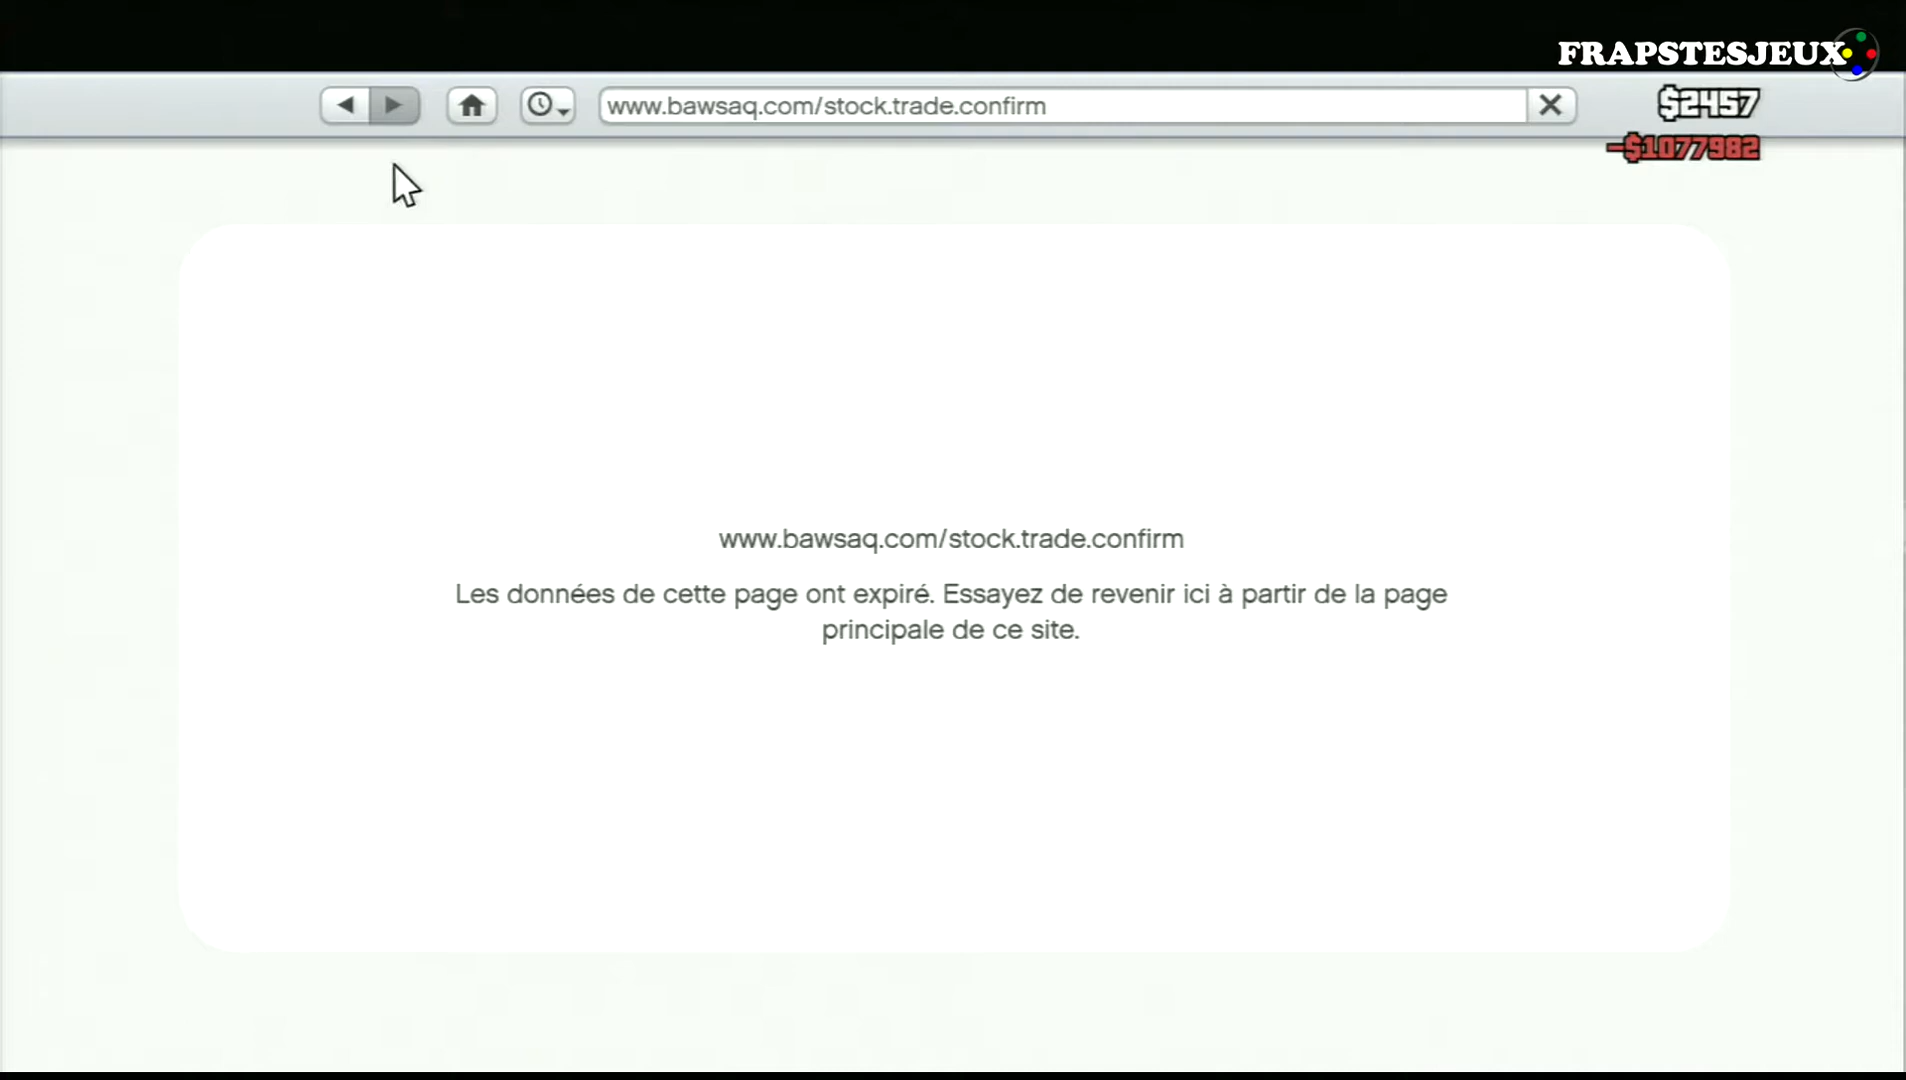 FRAPSTESJEUX
www.bawsaq.com/stock.trade.confirm
$2457
-$1077982
www.bawsaq.com/stock.trade.confirm
Les données de cette page ont expiré. Essayez de revenir ici à partir de la page
principale de ce site.